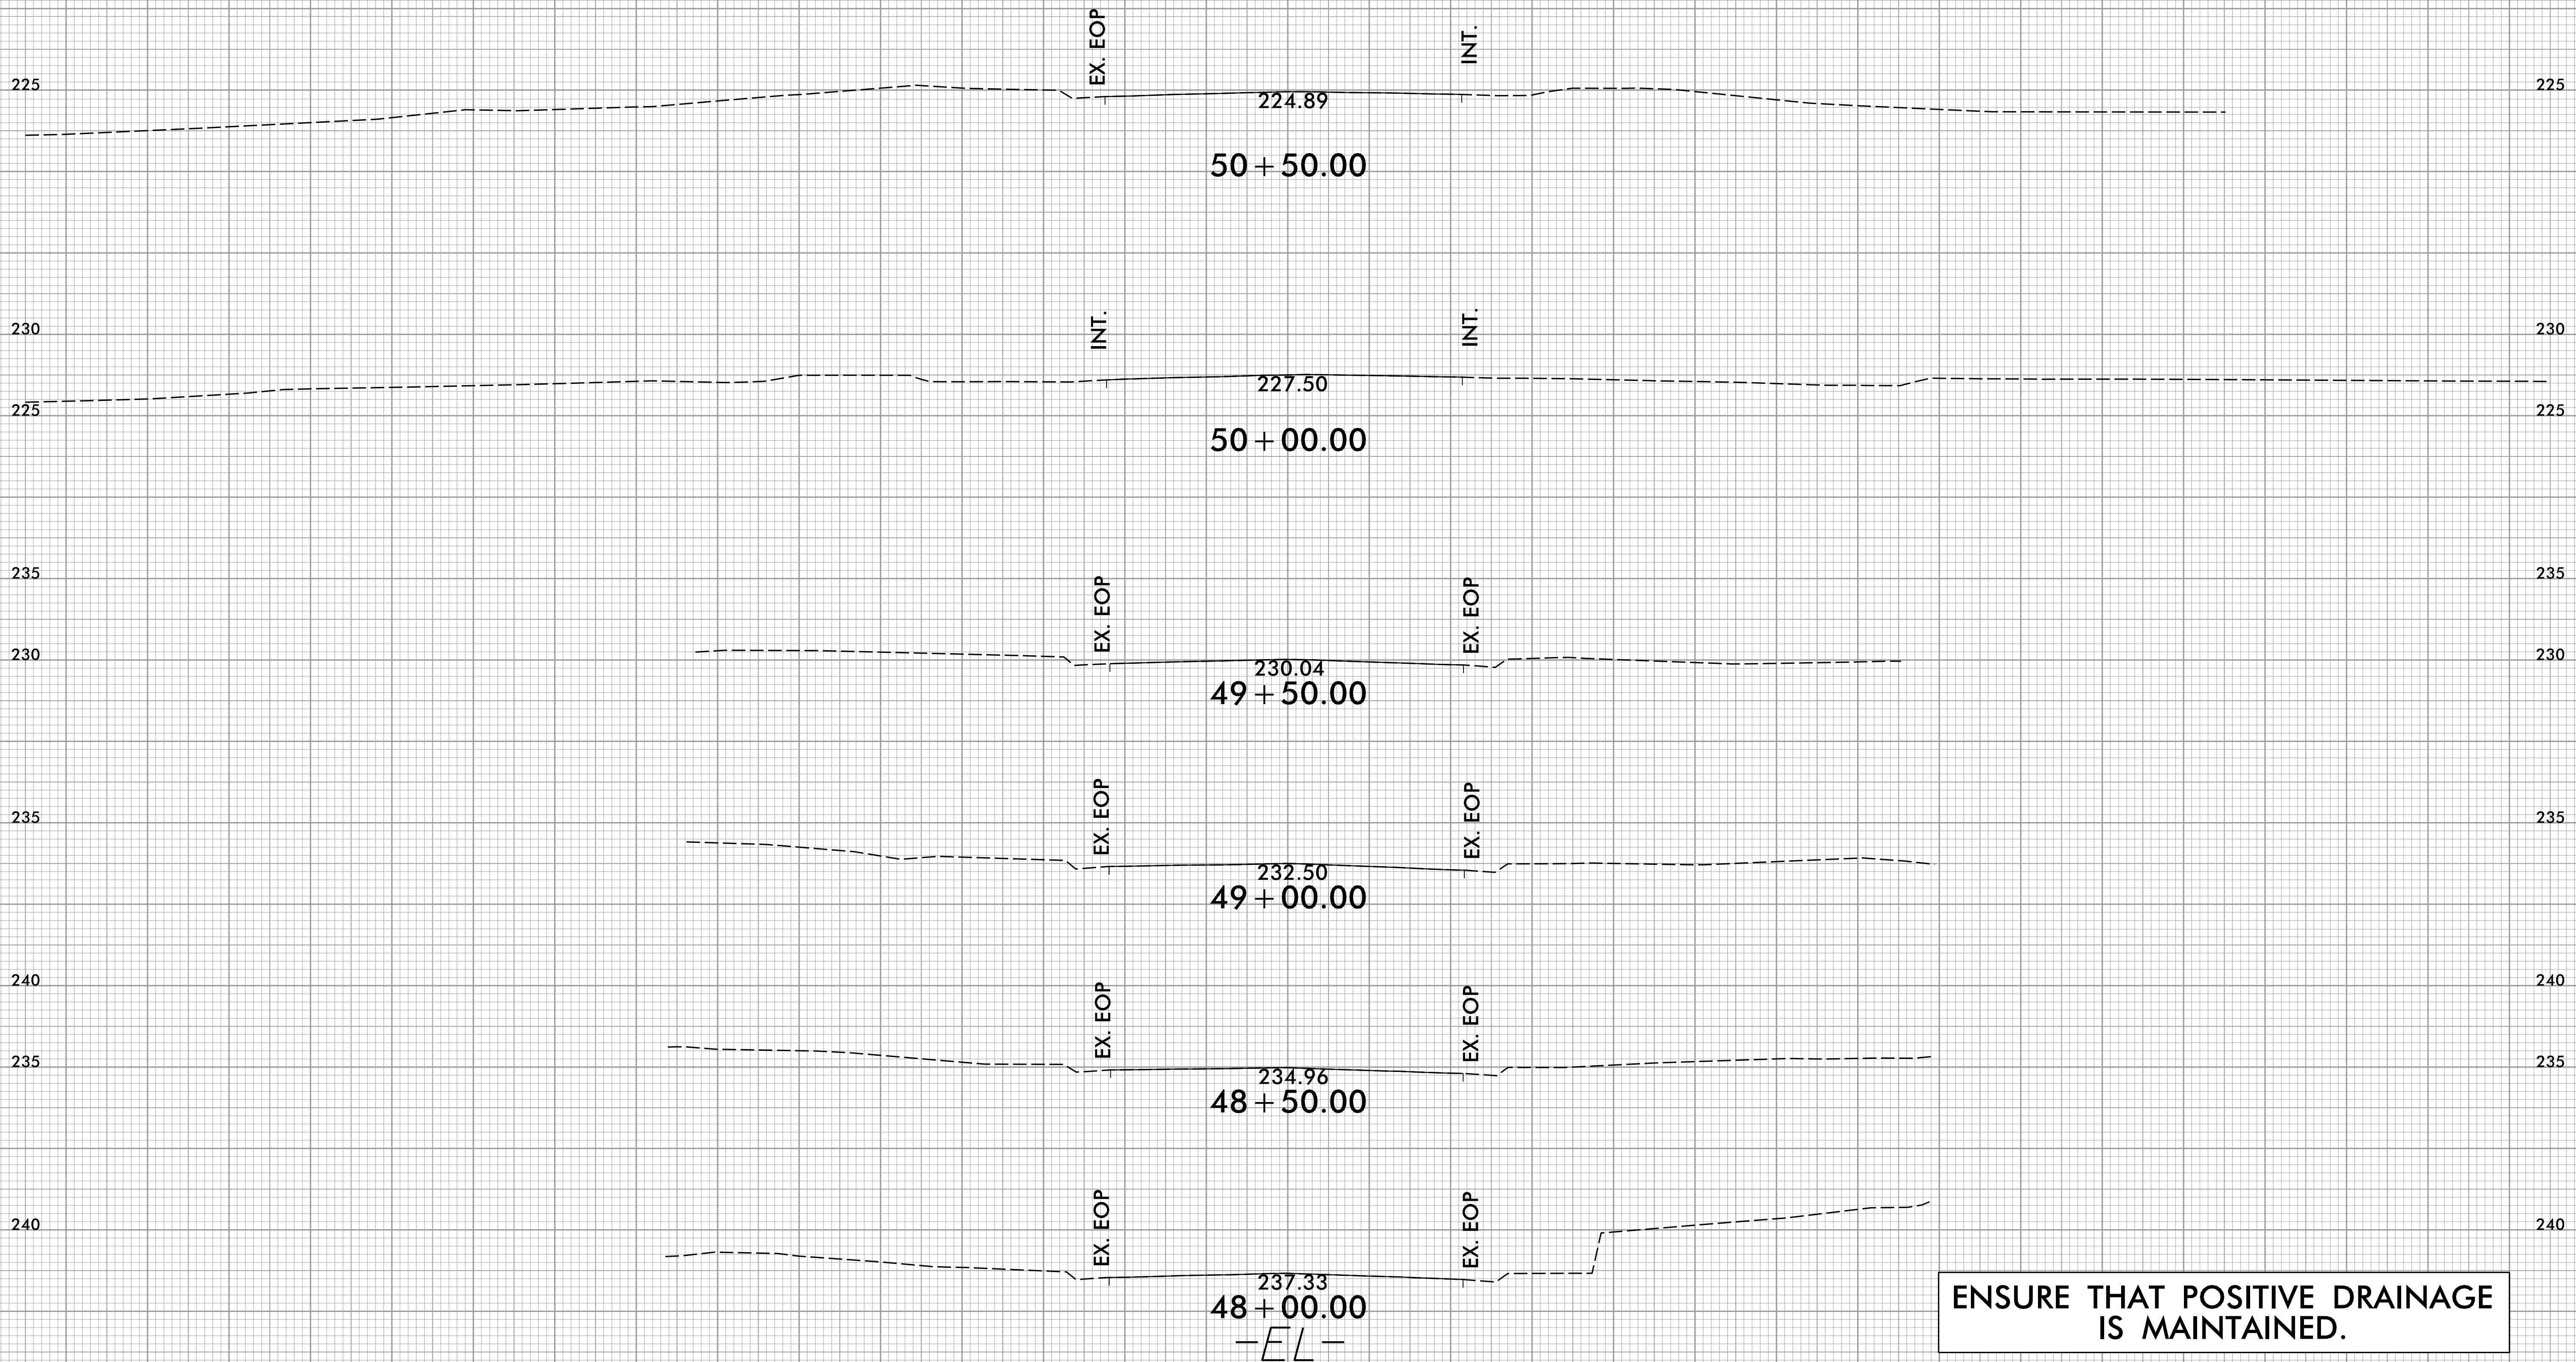 EX. EOP
INT.
225
225
224.89
50+50.00
INT.
INT.
230
230
227.50
225
225
50+00.00
235
235
EX. EOP
EX. EOP
230
230
230.04
49+50.00
EX. EOP
EX. EOP
235
235
232.50
49+00.00
240
240
EX. EOP
EX. EOP
235
235
234.96
48+50.00
EX. EOP
EX. EOP
240
240
237.33
48+00.00
-EL-
ENSURE THAT POSITIVE DRAINAGE
IS MAINTAINED.